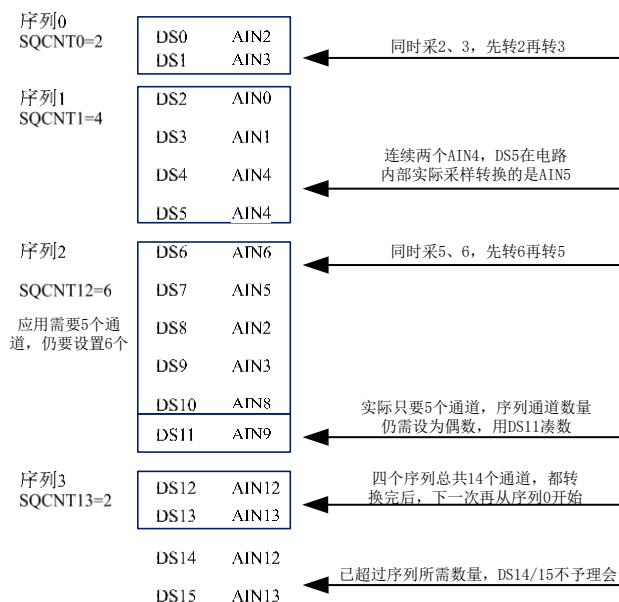 序列0
SQCNT0=2
DS0 AIN2
DS1 AIN3
同时采2、3，先转2再转3
序列1
SQCNT1=4
DS2 AIN0
DS3 AIN1
DS4 AIN4
DS5 AIN4
连续两个AIN4，DS5在电路
内部实际采样转换的是AIN5
序列2
SQCNT12=6
应用需要5个通
道，仍要设置6个
DS6 AIN6
DS7 AIN5
DS8 AIN2
DS9 AIN3
DS10 AIN8
DS11 AIN9
同时采5、6，先转6再转5
实际只要5个通道，序列通道数量
仍需设为偶数，用DS11凑数
序列3
SQCNT13=2
DS12 AIN12
DS13 AIN13
四个序列总共14个通道，都转
换完后，下一次再从序列0开始
DS14 AIN12
DS15 AIN13
已超过序列所需数量，DS14/15不予理会